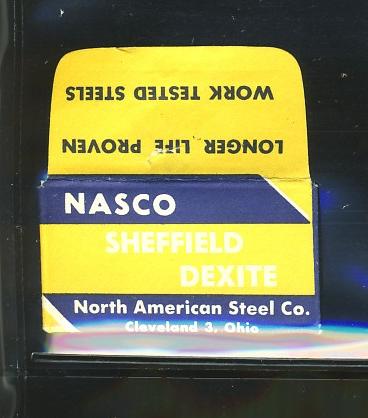 WORK TESTED STEELS
LONGER LIFE PROVEN
NASCO
SHEFFIELD
DEXITE
North American Steel Co.
Cleveland 3, Ohio